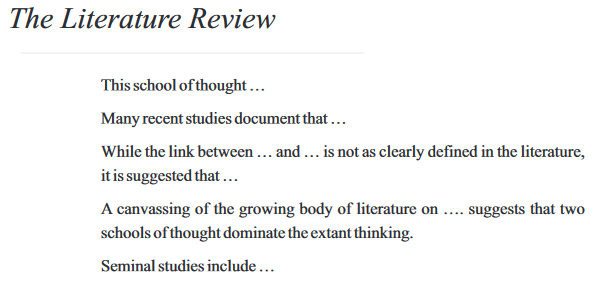 The Literature Review
This school of thought …
Many recent studies document that …
While the link between … and … is not as clearly defined in the literature,
it is suggested that …
A canvassing of the growing body of literature on …. suggests that two
schools of thought dominate the extant thinking.
Seminal studies include …